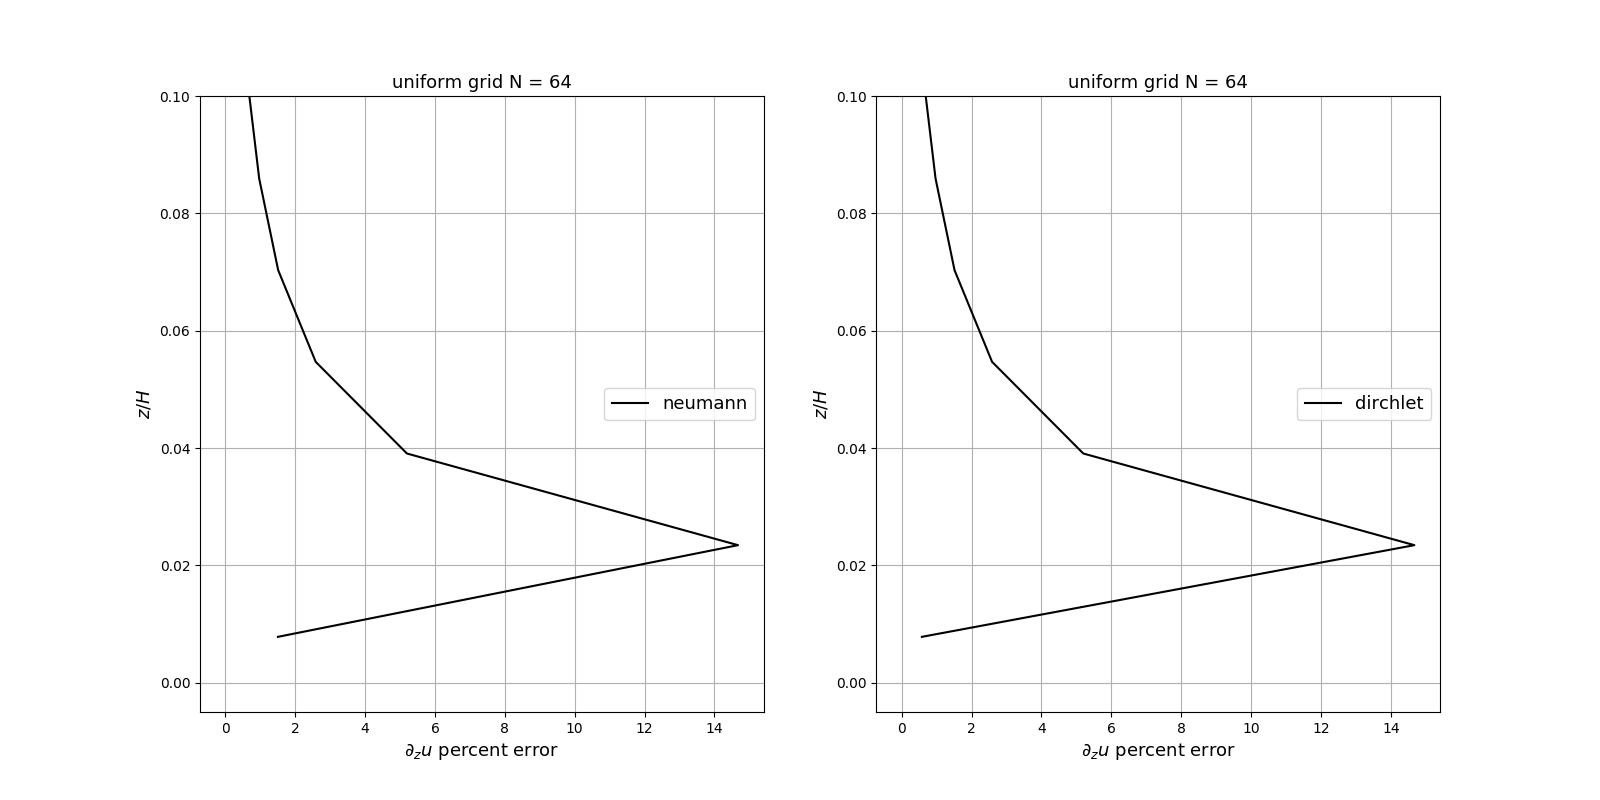 uniform grid N = 64
0.10
0.08
0.06
0.04
0.02
0.00
z/H
neumann
0 2 4 6 8 10 12 14
∂zu percent error
uniform grid N = 64
0.10
0.08
0.06
0.04
0.02
0.00
z/H
dirchlet
0 2 4 6 8 10 12 14
∂zu percent error